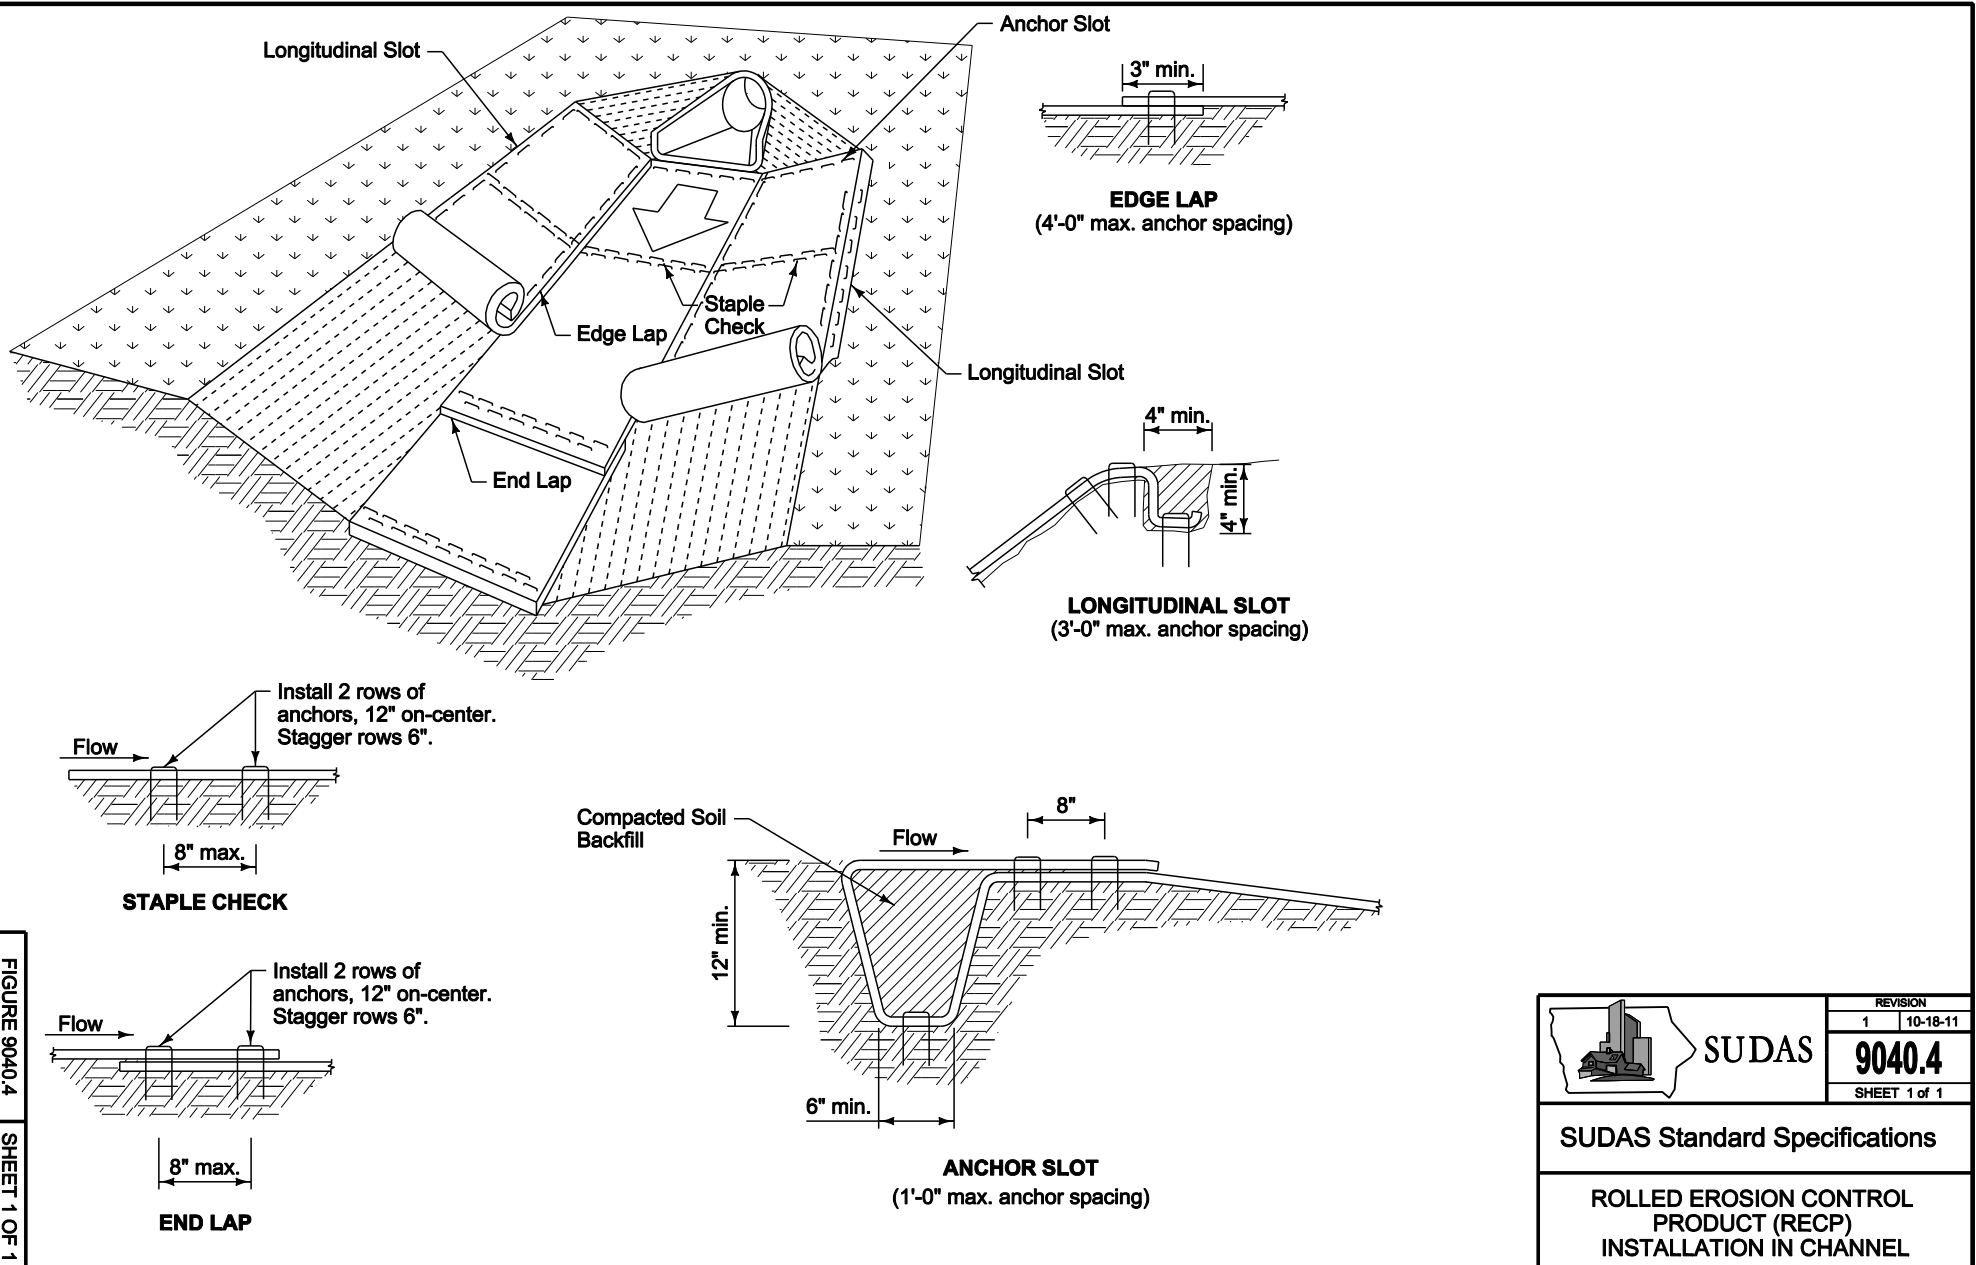 Longitudinal Slot
Anchor Slot
Staple
Check
Edge Lap
End Lap
Longitudinal Slot
3" min.
EDGE LAP
(4'-0" max. anchor spacing)
4" min.
4" min.
LONGITUDINAL SLOT
(3'-0" max. anchor spacing)
Install 2 rows of
anchors, 12" on-center.
Stagger rows 6".
Flow
8" max.
STAPLE CHECK
Install 2 rows of
anchors, 12" on-center.
Stagger rows 6".
Flow
8" max.
END LAP
Compacted Soil
Backfill
Flow
8"
12" min.
6" min.
ANCHOR SLOT
(1'-0" max. anchor spacing)
FIGURE 9040.4
SHEET 1 OF 1
SUDAS
REVISION
1
10-18-11
9040.4
SHEET 1 of 1
SUDAS Standard Specifications
ROLLED EROSION CONTROL
PRODUCT (RECP)
INSTALLATION IN CHANNEL